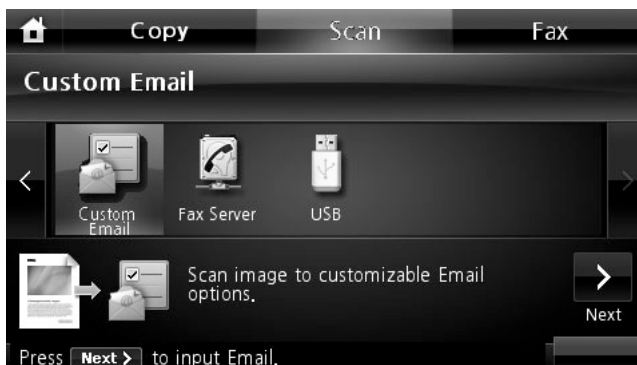 Copy
Scan
Fax
Custom Email
Custom
Email
Fax Server
USB
Scan image to customizable Email
options.
Next
Press Next > to input Email.